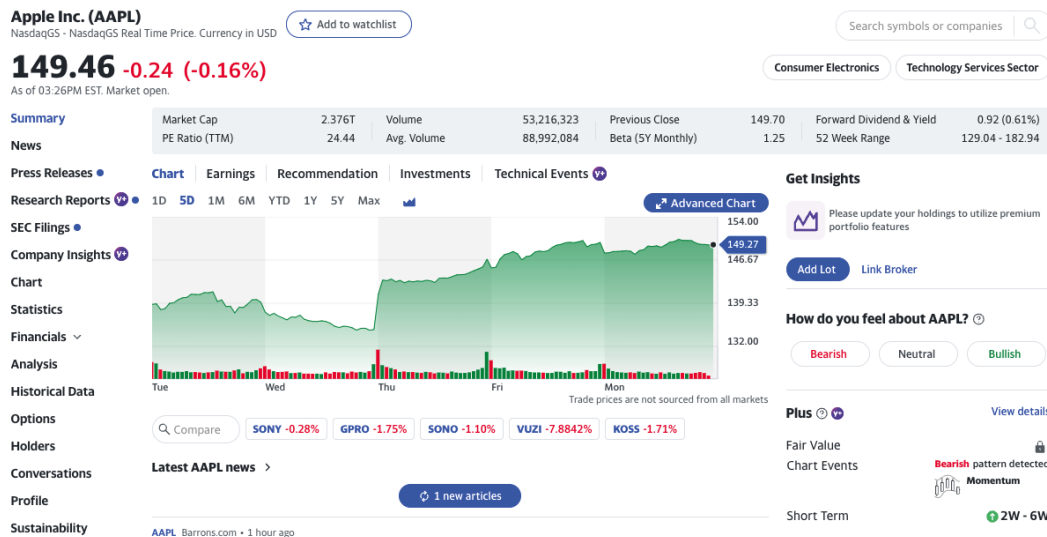 Apple Inc. (AAPL)
NasdaqGS - NasdaqGS Real Time Price. Currency in USD
Add to watchlist
Search symbols or companies
149.46 -0.24 (-0.16%)
As of 03:26PM EST. Market open.
Consumer Electronics
Technology Services Sector
Summary
News
Press Releases
Research Reports Y+
SEC Filings
Company Insights Y+
Chart
Statistics
Financials
Analysis
Historical Data
Options
Holders
Conversations
Profile
Sustainability
Market Cap 2.376T Volume 53,216,323 Previous Close 149.70 Forward Dividend & Yield 0.92 (0.61%)
PE Ratio (TTM) 24.44 Avg. Volume 88,992,084 Beta (5Y Monthly) 1.25 52 Week Range 129.04 - 182.94
Chart Earnings Recommendation Investments Technical Events Y+
1D 5D 1M 6M YTD 1Y 5Y Max
Advanced Chart
154.00
149.27
146.67
139.33
132.00
Tue Wed Thu Fri Mon
Trade prices are not sourced from all markets
Compare
SONY -0.28%
GPRO -1.75%
SONO -1.10%
VUZI -7.8842%
KOSS -1.71%
Latest AAPL news
1 new articles
AAPL Barrons.com • 1 hour ago
Get Insights
Please update your holdings to utilize premium
portfolio features
Add Lot Link Broker
How do you feel about AAPL? ?
Bearish Neutral Bullish
Plus ? Y+ View details
Fair Value
Chart Events Bearish pattern detected
Momentum
Short Term 2W - 6W